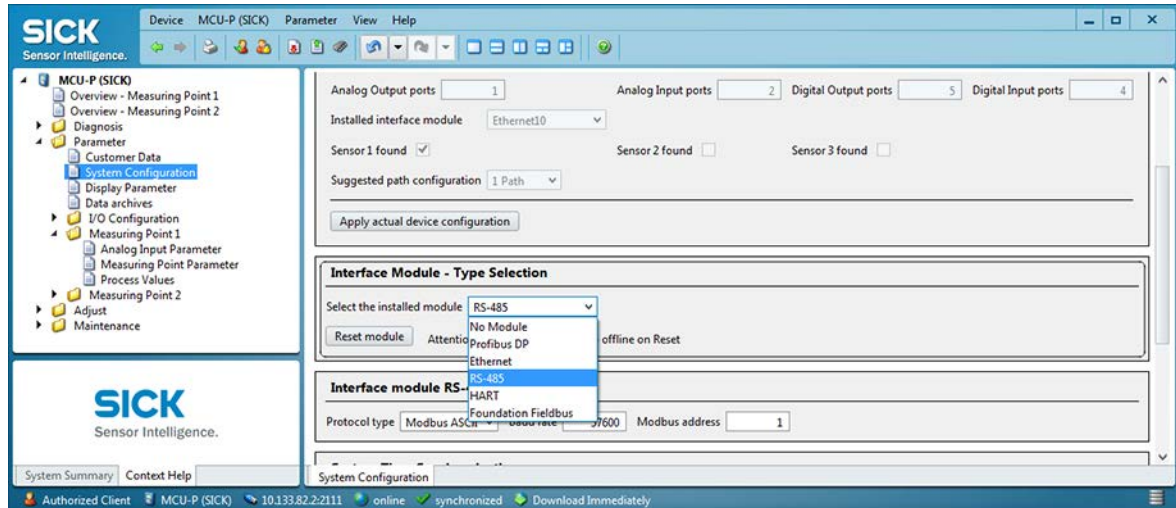 SICK
Sensor Intelligence.
Device MCU-P (SICK) Parameter View Help
MCU-P (SICK)
Overview - Measuring Point 1
Overview - Measuring Point 2
Diagnosis
Parameter
Customer Data
System Configuration
Display Parameter
Data archives
I/O Configuration
Measuring Point 1
Analog Input Parameter
Measuring Point Parameter
Process Values
Measuring Point 2
Adjust
Maintenance
SICK
Sensor Intelligence.
System Summary Context Help
Analog Output ports 1 Analog Input ports 2 Digital Output ports 5 Digital Input ports 4
Installed interface module Ethernet10
Sensor 1 found Sensor 2 found Sensor 3 found
Suggested path configuration 1 Path
Apply actual device configuration
Interface Module - Type Selection
Select the installed module RS-485
No Module
Reset module Profibus DP offline on Reset
Ethernet
RS-485
Interface module
HART
Foundation Fieldbus
Protocol type Modbus Modbus address 1
System Configuration
Authorized Client MCU-P (SICK) 10.133.82.2:2111 online synchronized Download Immediately